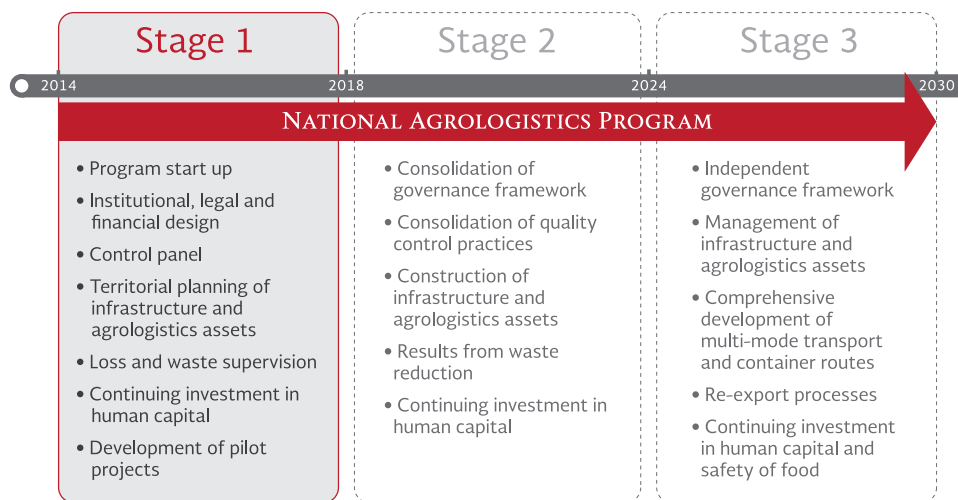 Stage 1
Stage 2
Stage 3
2014
2018
2024
2030
NATIONAL AGROLOGISTICS PROGRAM
• Program start up
• Institutional, legal and
financial design
• Control panel
• Territorial planning of
infrastructure and
agrologistics assets
• Loss and waste supervision
• Continuing investment in
human capital
• Development of pilot
projects
• Consolidation of
governance framework
• Consolidation of quality
control practices
• Construction of
infrastructure and
agrologistics assets
• Results from waste
reduction
• Continuing investment in
human capital
• Independent
governance framework
• Management of
infrastructure and
agrologistics assets
• Comprehensive
development of
multi-mode transport
and container routes
• Re-export processes
• Continuing investment
in human capital and
safety of food